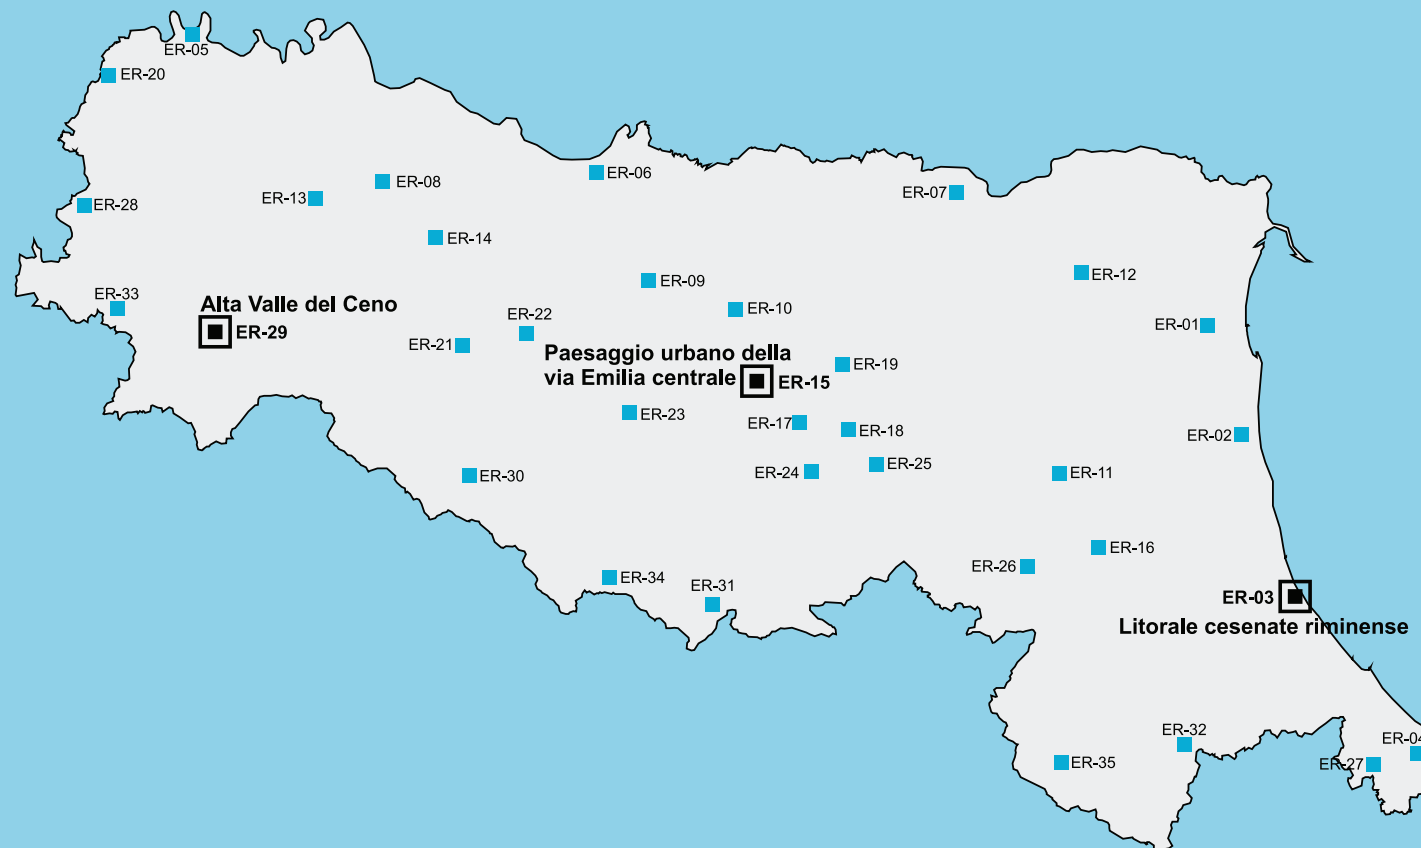 ER-05
ER-20
ER-06
ER-08
ER-13
ER-07
ER-28
ER-14
ER-12
ER-09
ER-33
Alta Valle del Ceno
ER-29
ER-10
ER-22
ER-01
ER-21
Paesaggio urbano della
via Emilia centrale
ER-15
ER-19
ER-23
ER-17
ER-18
ER-02
ER-24
ER-25
ER-11
ER-30
ER-16
ER-26
ER-34
ER-31
ER-03
Litorale cesenate riminense
ER-32
ER-04
ER-35
ER-27